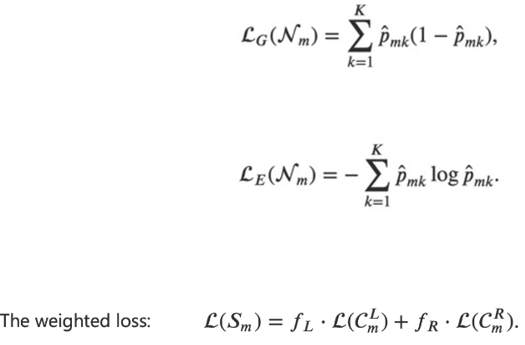 ℒ_G(𝒩_m) = ∑_{k=1}^{K} p̂_{mk}(1 − p̂_{mk}),
ℒ_E(𝒩_m) = − ∑_{k=1}^{K} p̂_{mk} log p̂_{mk}.
The weighted loss: ℒ(S_m) = f_L · ℒ(C_m^L) + f_R · ℒ(C_m^R).